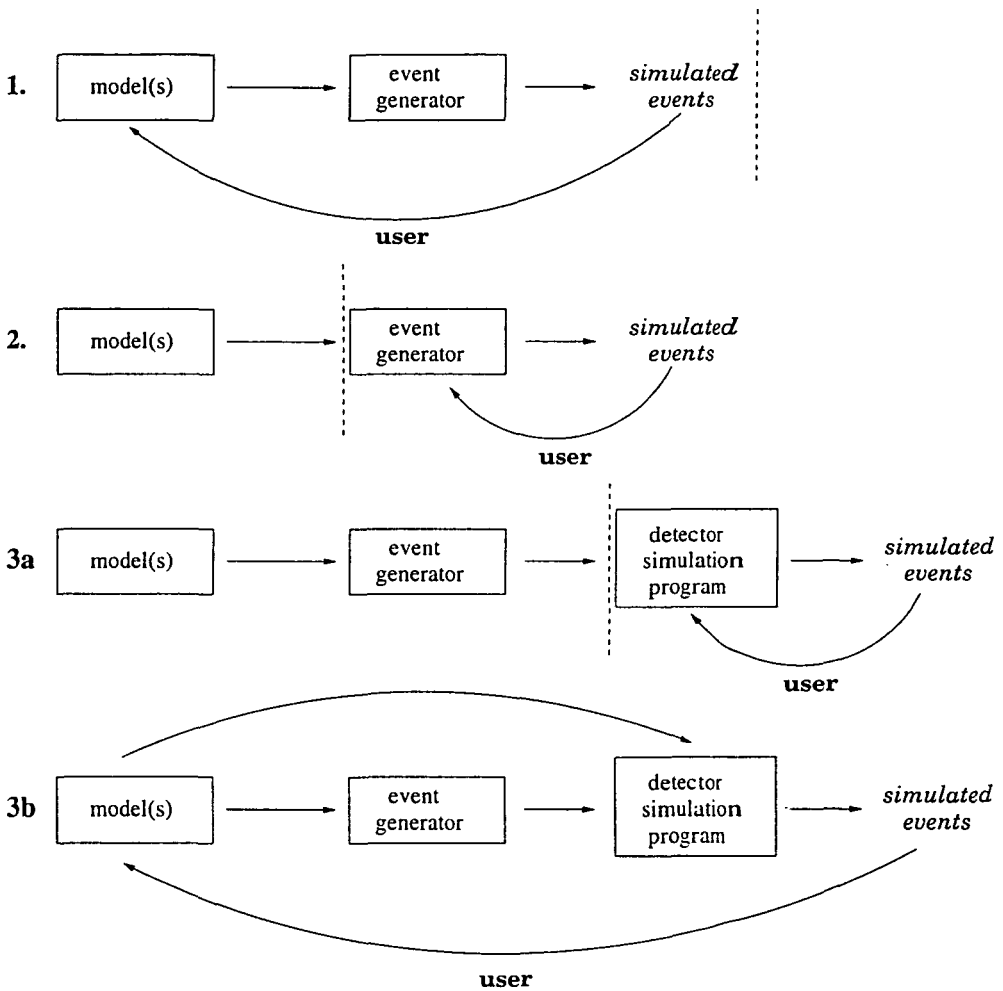 1.
model(s)
event
generator
simulated
events
user
2.
model(s)
event
generator
simulated
events
user
3a
model(s)
event
generator
detector
simulation
program
simulated
events
user
3b
model(s)
event
generator
detector
simulation
program
simulated
events
user